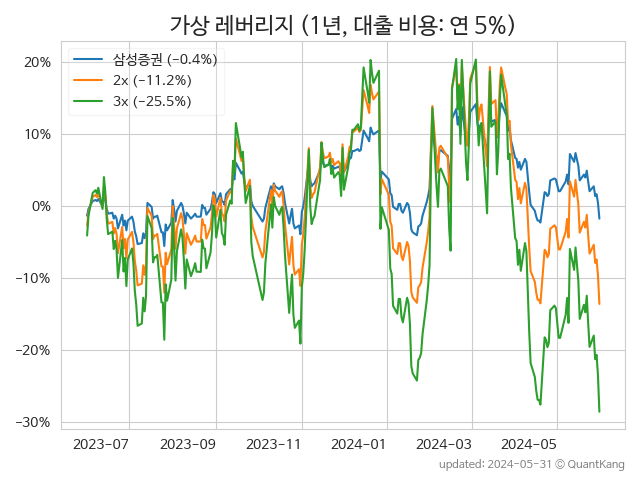 가상 레버리지 (1년, 대출 비용: 연 5%)
삼성증권 (−0.4%)
2x (−11.2%)
3x (−25.5%)
20%
10%
0%
−10%
−20%
−30%
2023-07
2023-09
2023-11
2024-01
2024-03
2024-05
updated: 2024-05-31 ⓒ QuantKang